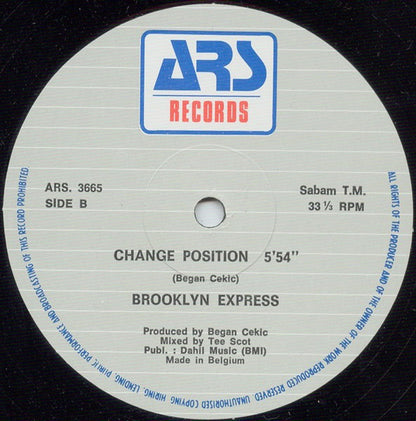 ARS
RECORDS
ARS. 3665
SIDE B
Sabam T.M.
33 ⅓ RPM
CHANGE POSITION 5'54"
(Began Cekic)
BROOKLYN EXPRESS
Produced by Began Cekic
Mixed by Tee Scot
Publ. : Dahil Music (BMI)
Made in Belgium
ALL RIGHTS OF THE PRODUCER AND OF THE OWNER OF THE WORK REPRODUCED RESERVED. UNAUTHORISED COPYING, HIRING, LENDING, PUBLIC PERFORMANCE AND BROADCASTING OF THIS RECORD PROHIBITED